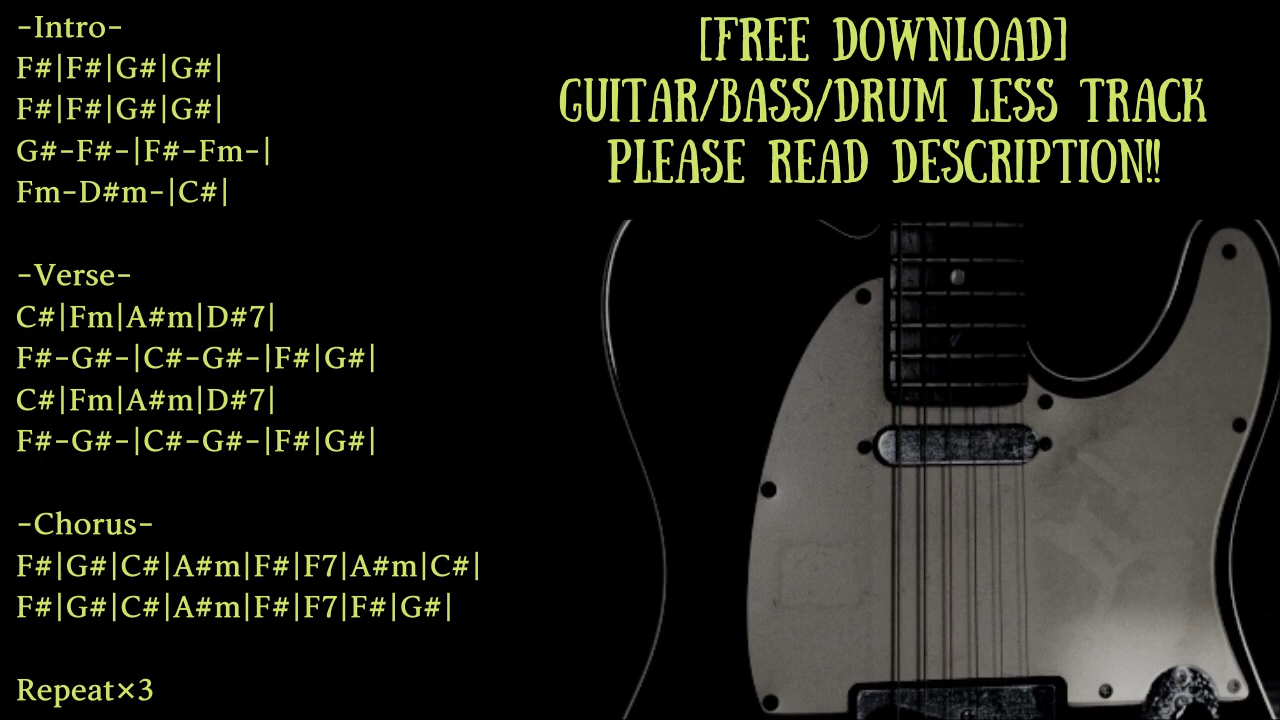 -Intro-
F#|F#|G#|G#|
F#|F#|G#|G#|
G#-F#-|F#-Fm-|
Fm-D#m-|C#|
-Verse-
C#|Fm|A#m|D#7|
F#-G#-|C#-G#-|F#|G#|
C#|Fm|A#m|D#7|
F#-G#-|C#-G#-|F#|G#|
-Chorus-
F#|G#|C#|A#m|F#|F7|A#m|C#|
F#|G#|C#|A#m|F#|F7|F#|G#|
Repeat×3
[FREE DOWNLOAD]
GUITAR/BASS/DRUM LESS TRACK
PLEASE READ DESCRIPTION!!